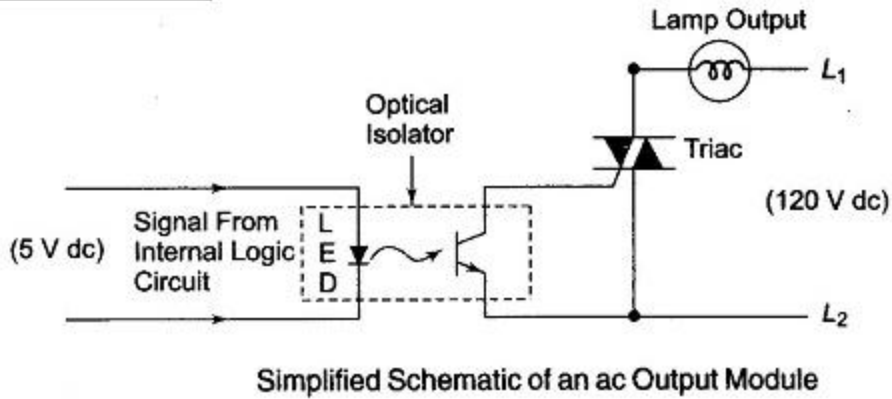 Lamp Output
L1
Optical
Isolator
Triac
(120 V dc)
(5 V dc)
Signal From
Internal Logic
Circuit
L
E
D
L2
Simplified Schematic of an ac Output Module